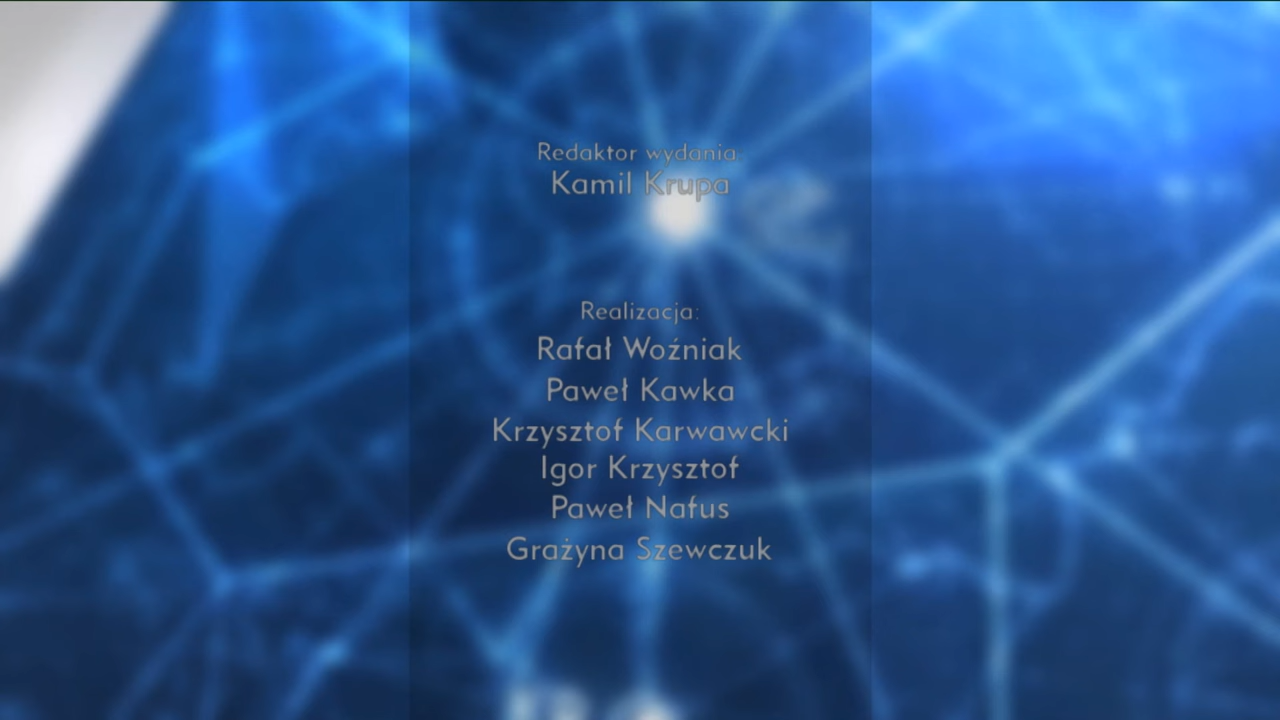 Redaktor wydania:
Kamil Krupa
Realizacja:
Rafał Woźniak
Paweł Kawka
Krzysztof Karwawcki
Igor Krzysztof
Paweł Nafus
Grażyna Szewczuk